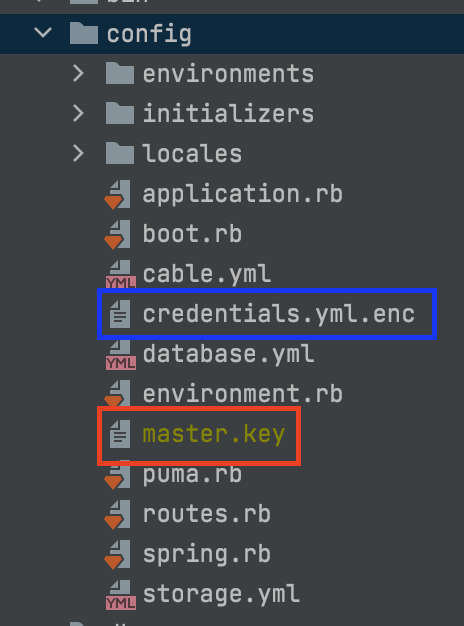 config
environments
initializers
locales
application.rb
boot.rb
YML cable.yml
credentials.yml.enc
YML database.yml
environment.rb
master.key
puma.rb
routes.rb
spring.rb
YML storage.yml